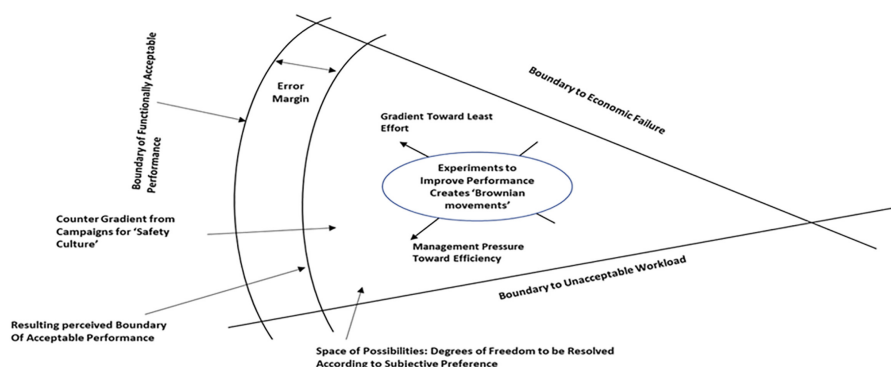 Boundary of Functionally Acceptable
Performance
Error
Margin
Boundary to Economic Failure
Gradient Toward Least
Effort
Experiments to
Improve Performance
Creates ‘Brownian
movements’
Counter Gradient from
Campaigns for ‘Safety
Culture’
Management Pressure
Toward Efficiency
Boundary to Unacceptable Workload
Resulting perceived Boundary
Of Acceptable Performance
Space of Possibilities: Degrees of Freedom to be Resolved
According to Subjective Preference